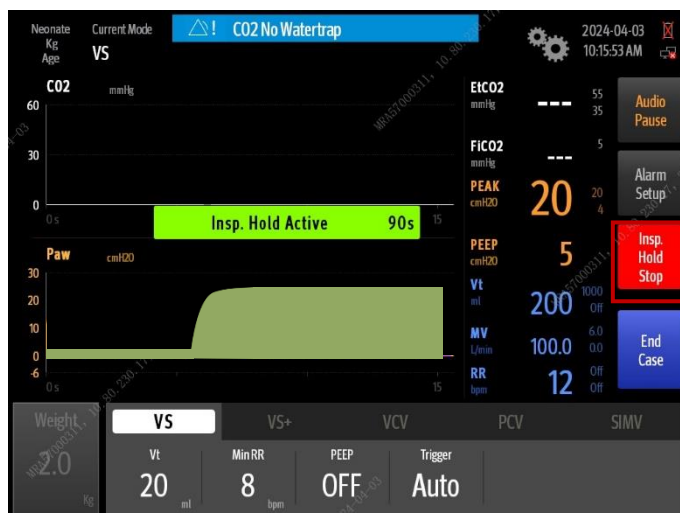 Neonate
Kg
Age
Current Mode
VS
! CO2 No Watertrap
2024-04-03
10:15:53 AM
CO2 mmHg
60
30
0
0 s
15
Insp. Hold Active 90s
Paw cmH2O
30
20
10
0
-6
0 s
15
EtCO2
mmHg
---
55
35
FiCO2
mmHg
---
5
PEAK
cmH2O
20
20
4
PEEP
cmH2O
5
Vt
ml
200
1000
Off
MV
L/min
100.0
6.0
0.0
RR
bpm
12
Off
Off
Audio
Pause
Alarm
Setup
Insp.
Hold
Stop
End
Case
Weight
2.0
Kg
VS VS+ VCV PCV SIMV
Vt
20 ml
Min RR
8 bpm
PEEP
OFF
Trigger
Auto